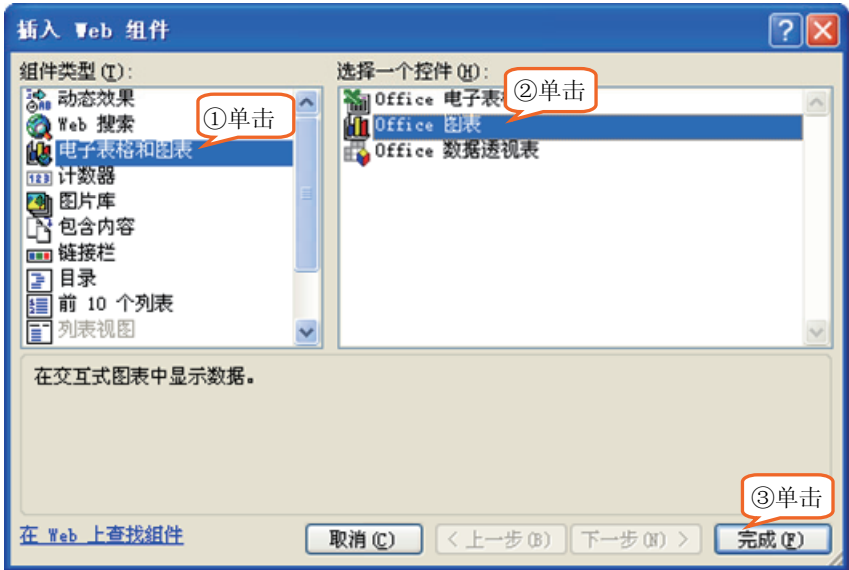 插入 Web 组件
组件类型(T):
动态效果
Web 搜索
①单击
电子表格和图表
计数器
图片库
包含内容
链接栏
目录
前 10 个列表
列表视图
选择一个控件(H):
Office 电子表
②单击
Office 图表
Office 数据透视表
在交互式图表中显示数据。
③单击
在 Web 上查找组件
取消(C)
< 上一步(B)
下一步(N) >
完成(F)